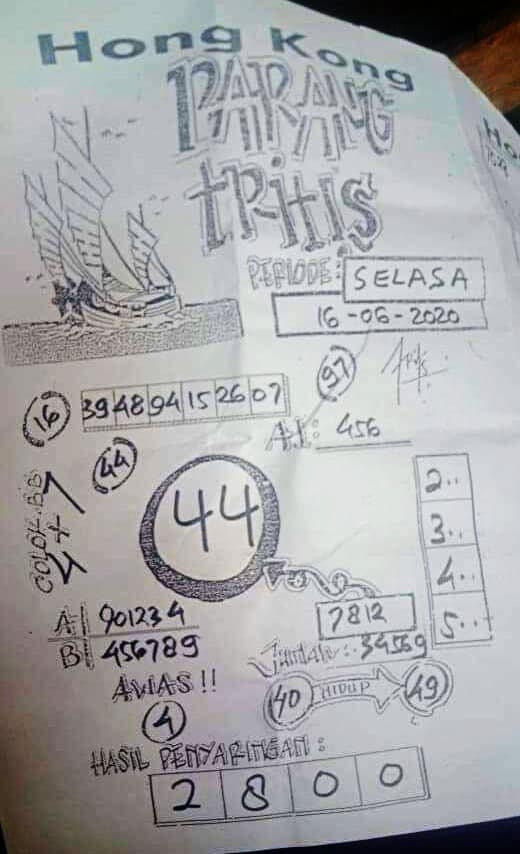 Hong Kong
PARANG
tRitis
PERIODE: SELASA
16-06-2020
97
16
39 48 94 15 26 07
AI: 456
44
COLOK.BB
4 + 7
44
2..
3..
4..
5..
A 901234
B 456789
7812
Jumlah: 34569
AWAS!!
4
40 HIDUP 49
HASIL PENYARINGAN:
2 8 0 0